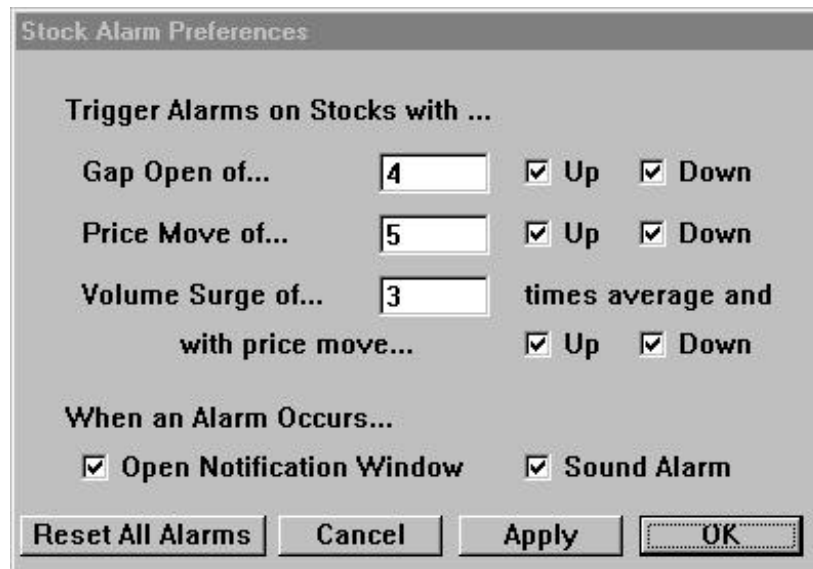 Stock Alarm Preferences
Trigger Alarms on Stocks with ...
Gap Open of... 4 Up Down
Price Move of... 5 Up Down
Volume Surge of... 3 times average and
with price move... Up Down
When an Alarm Occurs...
Open Notification Window Sound Alarm
Reset All Alarms Cancel Apply OK